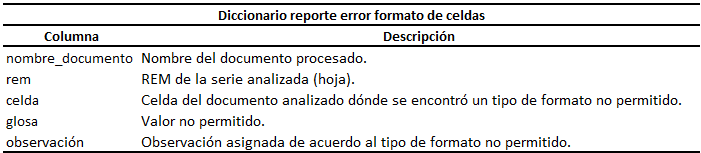 Diccionario reporte error formato de celdas
Columna Descripción
nombre_documento Nombre del documento procesado.
rem REM de la serie analizada (hoja).
celda Celda del documento analizado dónde se encontró un tipo de formato no permitido.
glosa Valor no permitido.
observación Observación asignada de acuerdo al tipo de formato no permitido.